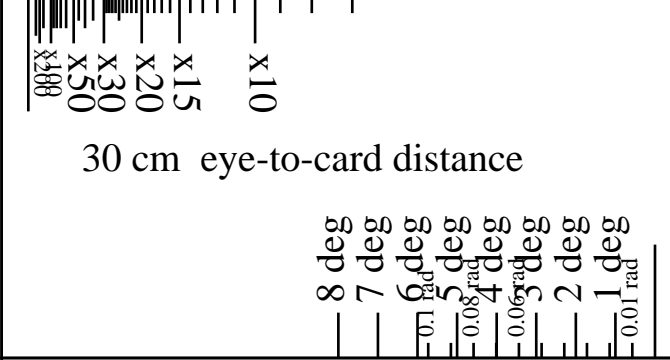 x200
x100
x50
x30
x20
x15
x10
30 cm eye-to-card distance
8 deg
7 deg
6 deg
0.1 rad
5 deg
0.08 rad
4 deg
0.06 rad
3 deg
2 deg
1 deg
0.01 rad